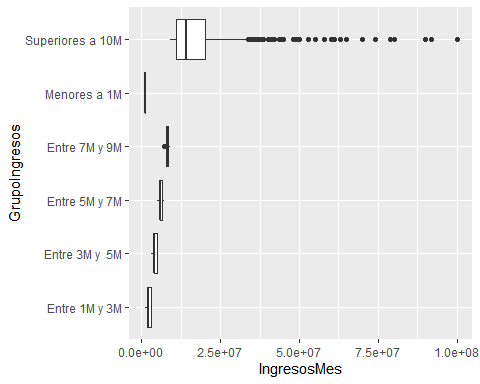 GrupoIngresos
Superiores a 10M
Menores a 1M
Entre 7M y 9M
Entre 5M y 7M
Entre 3M y  5M
Entre 1M y 3M
0.0e+00 2.5e+07 5.0e+07 7.5e+07 1.0e+08
IngresosMes